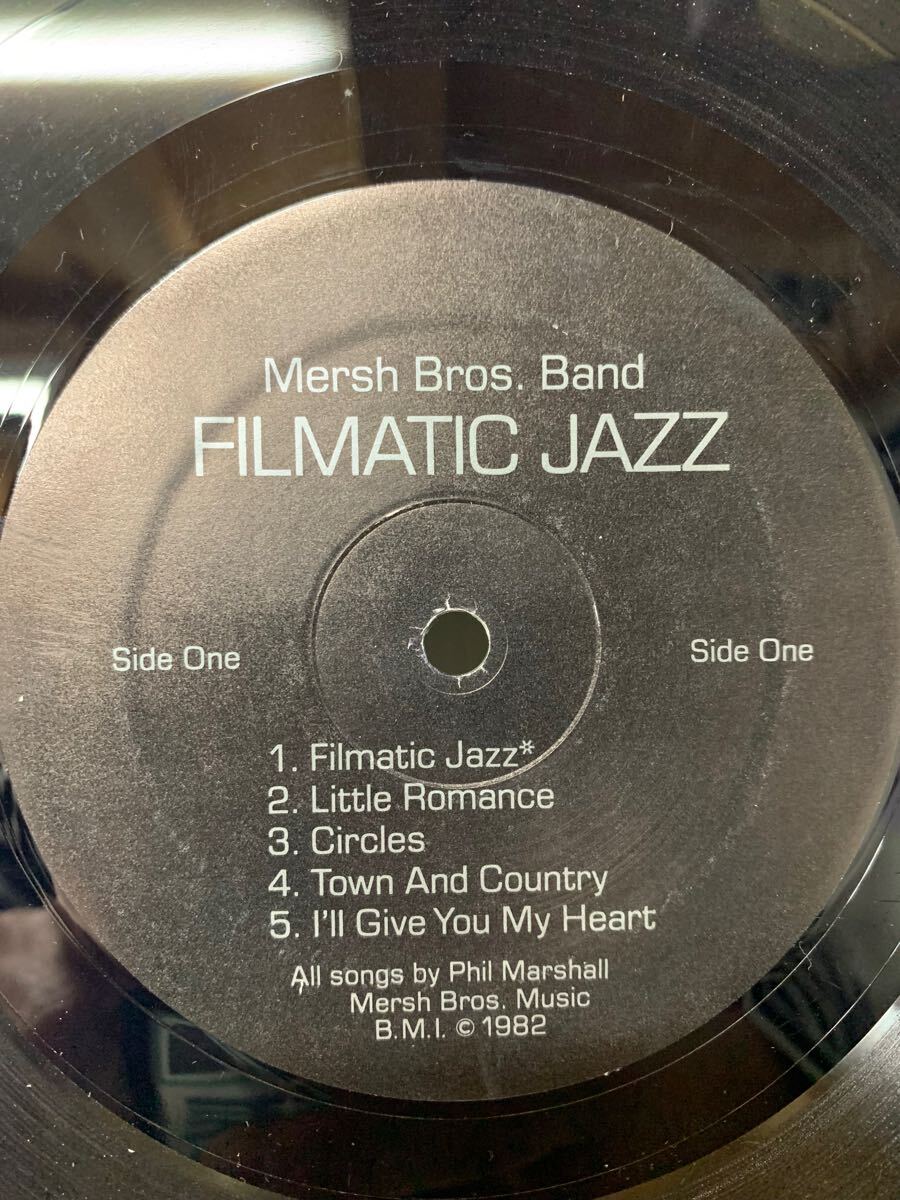 Mersh Bros. Band
FILMATIC JAZZ
Side One Side One
1. Filmatic Jazz*
2. Little Romance
3. Circles
4. Town And Country
5. I'll Give You My Heart
All songs by Phil Marshall
Mersh Bros. Music
B.M.I. © 1982